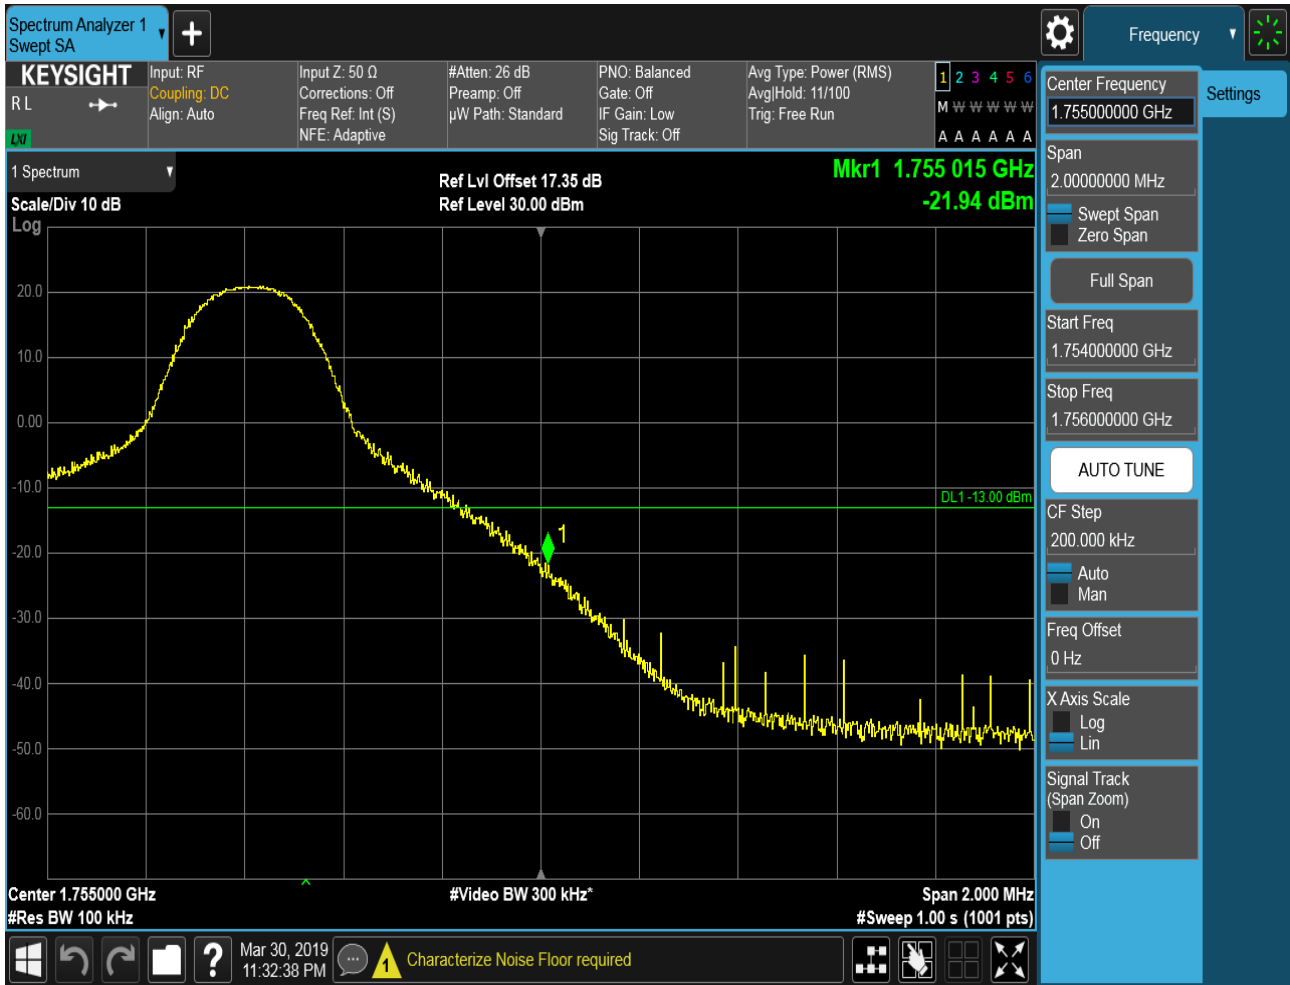 Spectrum Analyzer 1
Swept SA
Frequency
KEYSIGHT
R L
LXI
Input: RF
Coupling: DC
Align: Auto
Input Z: 50 Ω
Corrections: Off
Freq Ref: Int (S)
NFE: Adaptive
#Atten: 26 dB
Preamp: Off
µW Path: Standard
PNO: Balanced
Gate: Off
IF Gain: Low
Sig Track: Off
Avg Type: Power (RMS)
Avg|Hold: 11/100
Trig: Free Run
1 2 3 4 5 6
M W W W W W
A A A A A A
1 Spectrum
Scale/Div 10 dB
Log
Ref Lvl Offset 17.35 dB
Ref Level 30.00 dBm
Mkr1 1.755 015 GHz
-21.94 dBm
20.0
10.0
0.00
-10.0
DL1 -13.00 dBm
1
-20.0
-30.0
-40.0
-50.0
-60.0
Center 1.755000 GHz
#Video BW 300 kHz*
Span 2.000 MHz
#Res BW 100 kHz
#Sweep 1.00 s (1001 pts)
Center Frequency
1.755000000 GHz
Settings
Span
2.00000000 MHz
Swept Span
Zero Span
Full Span
Start Freq
1.754000000 GHz
Stop Freq
1.756000000 GHz
AUTO TUNE
CF Step
200.000 kHz
Auto
Man
Freq Offset
0 Hz
X Axis Scale
Log
Lin
Signal Track
(Span Zoom)
On
Off
?
Mar 30, 2019
11:32:38 PM
1
Characterize Noise Floor required